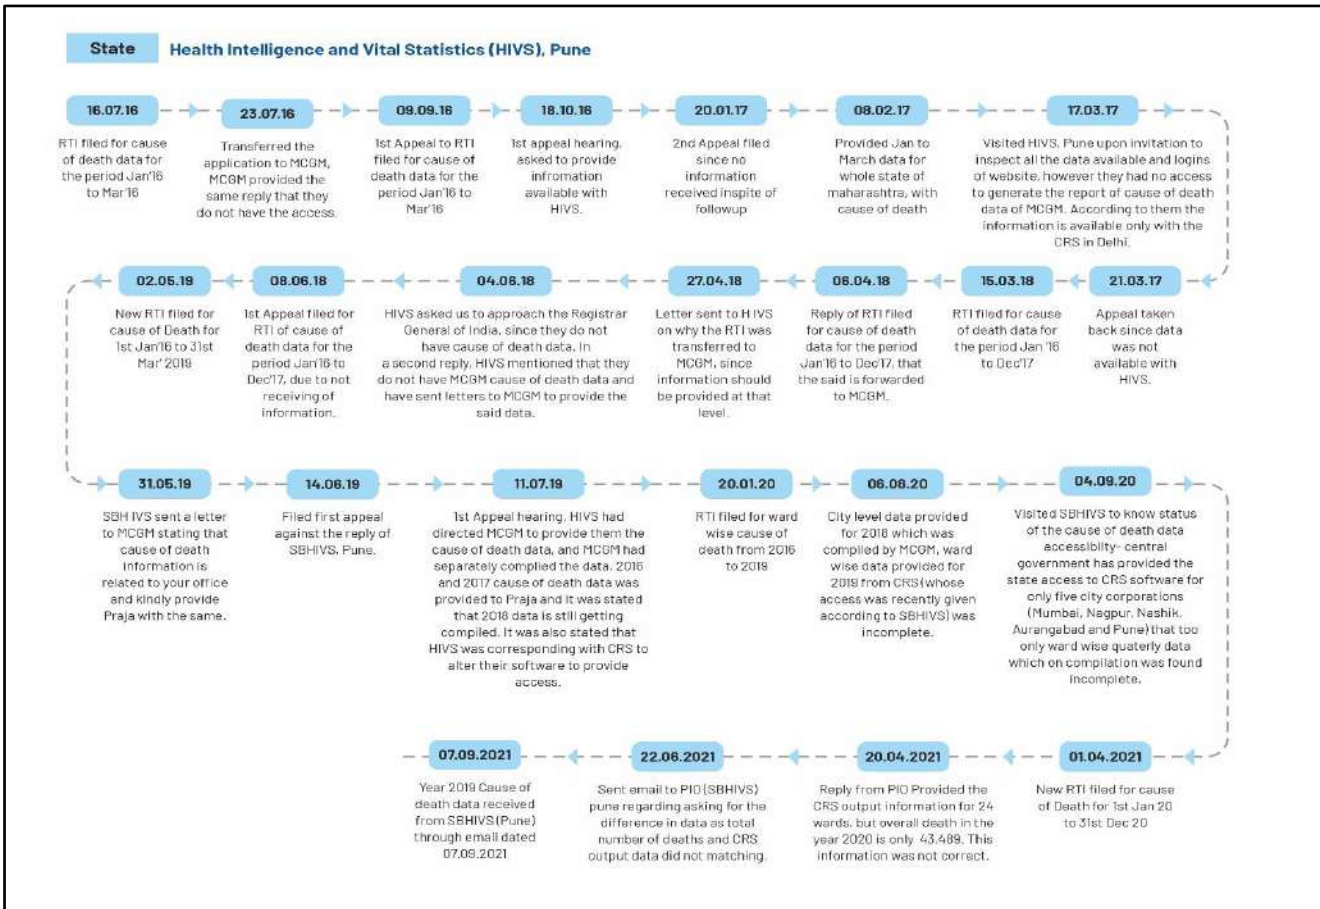 State
Health Intelligence and Vital Statistics (HIVS), Pune
16.07.16
RTI filed for cause
of death data for
the period Jan'16
to Mar'16
23.07.16
Transferred the
application to MCGM,
MCGM provided the
same reply that they
do not have the access.
09.09.16
1st Appeal to RTI
filed for cause of
death data for the
period Jan'16 to
Mar'16
18.10.16
1st appeal hearing,
asked to provide
infromation
available with
HIVS.
20.01.17
2nd Appeal filed
since no
information
received inspite of
followup
08.02.17
Provided Jan to
March data for
whole state of
maharashtra, with
cause of death
17.03.17
Visited HIVS, Pune upon invitation to
inspect all the data available and logins
of website, however they had no access
to generate the report of cause of death
data of MCGM. According to them the
information is available only with the
CRS in Delhi.
21.03.17
Appeal taken
back since data
was not
available with
HIVS.
15.03.18
RTI filed for cause
of death data for
the period Jan '16
to Dec'17
06.04.18
Reply of RTI filed
for cause of death
data for the period
Jan'16 to Dec'17, that
the said is forwarded
to MCGM.
27.04.18
Letter sent to H IVS
on why the RTI was
transferred to
MCGM, since
information should
be provided at that
level.
04.06.18
HIVS asked us to approach the Registrar
General of India, since they do not
have cause of death data. In
a second reply, HIVS mentioned that they
do not have MCGM cause of death data and
have sent letters to MCGM to provide the
said data.
08.06.18
1st Appeal filed for
RTI of cause of
death data for the
period Jan'16 to
Dec'17, due to not
receiving of
information.
02.05.19
New RTI filed for
cause of Death for
1st Jan'16 to 31st
Mar' 2019
31.05.19
SBH IVS sent a letter
to MCGM stating that
cause of death
information is
related to your office
and kindly provide
Praja with the same.
14.06.19
Filed first appeal
against the reply of
SBHIVS, Pune.
11.07.19
1st Appeal hearing, HIVS had
directed MCGM to provide them the
cause of death data, and MCGM had
separately complied the data. 2016
and 2017 cause of death data was
provided to Praja and it was stated
that 2018 data is still getting
compiled. It was also stated that
HIVS was corresponding with CRS to
alter their software to provide
access.
20.01.20
RTI filed for ward
wise cause of
death from 2016
to 2019
06.08.20
City level data provided
for 2018 which was
compiled by MCGM, ward
wise data provided for
2019 from CRS (whose
access was recently given
according to SBHIVS) was
incomplete.
04.09.20
Visited SBHIVS to know status
of the cause of death data
accessiblity- central
government has provided the
state access to CRS software for
only five city corporations
(Mumbai, Nagpur, Nashik,
Aurangabad and Pune) that too
only ward wise quaterly data
which on compilation was found
incomplete.
01.04.2021
New RTI filed for cause
of Death for 1st Jan 20
to 31st Dec 20
20.04.2021
Reply from PIO Provided the
CRS output information for 24
wards, but overall death in the
year 2020 is only 43,489. This
information was not correct.
22.06.2021
Sent email to PIO (SBHIVS)
pune regarding asking for the
difference in data as total
number of deaths and CRS
output data did not matching.
07.09.2021
Year 2019 Cause of
death data received
from SBHIVS (Pune)
through email dated
07.09.2021